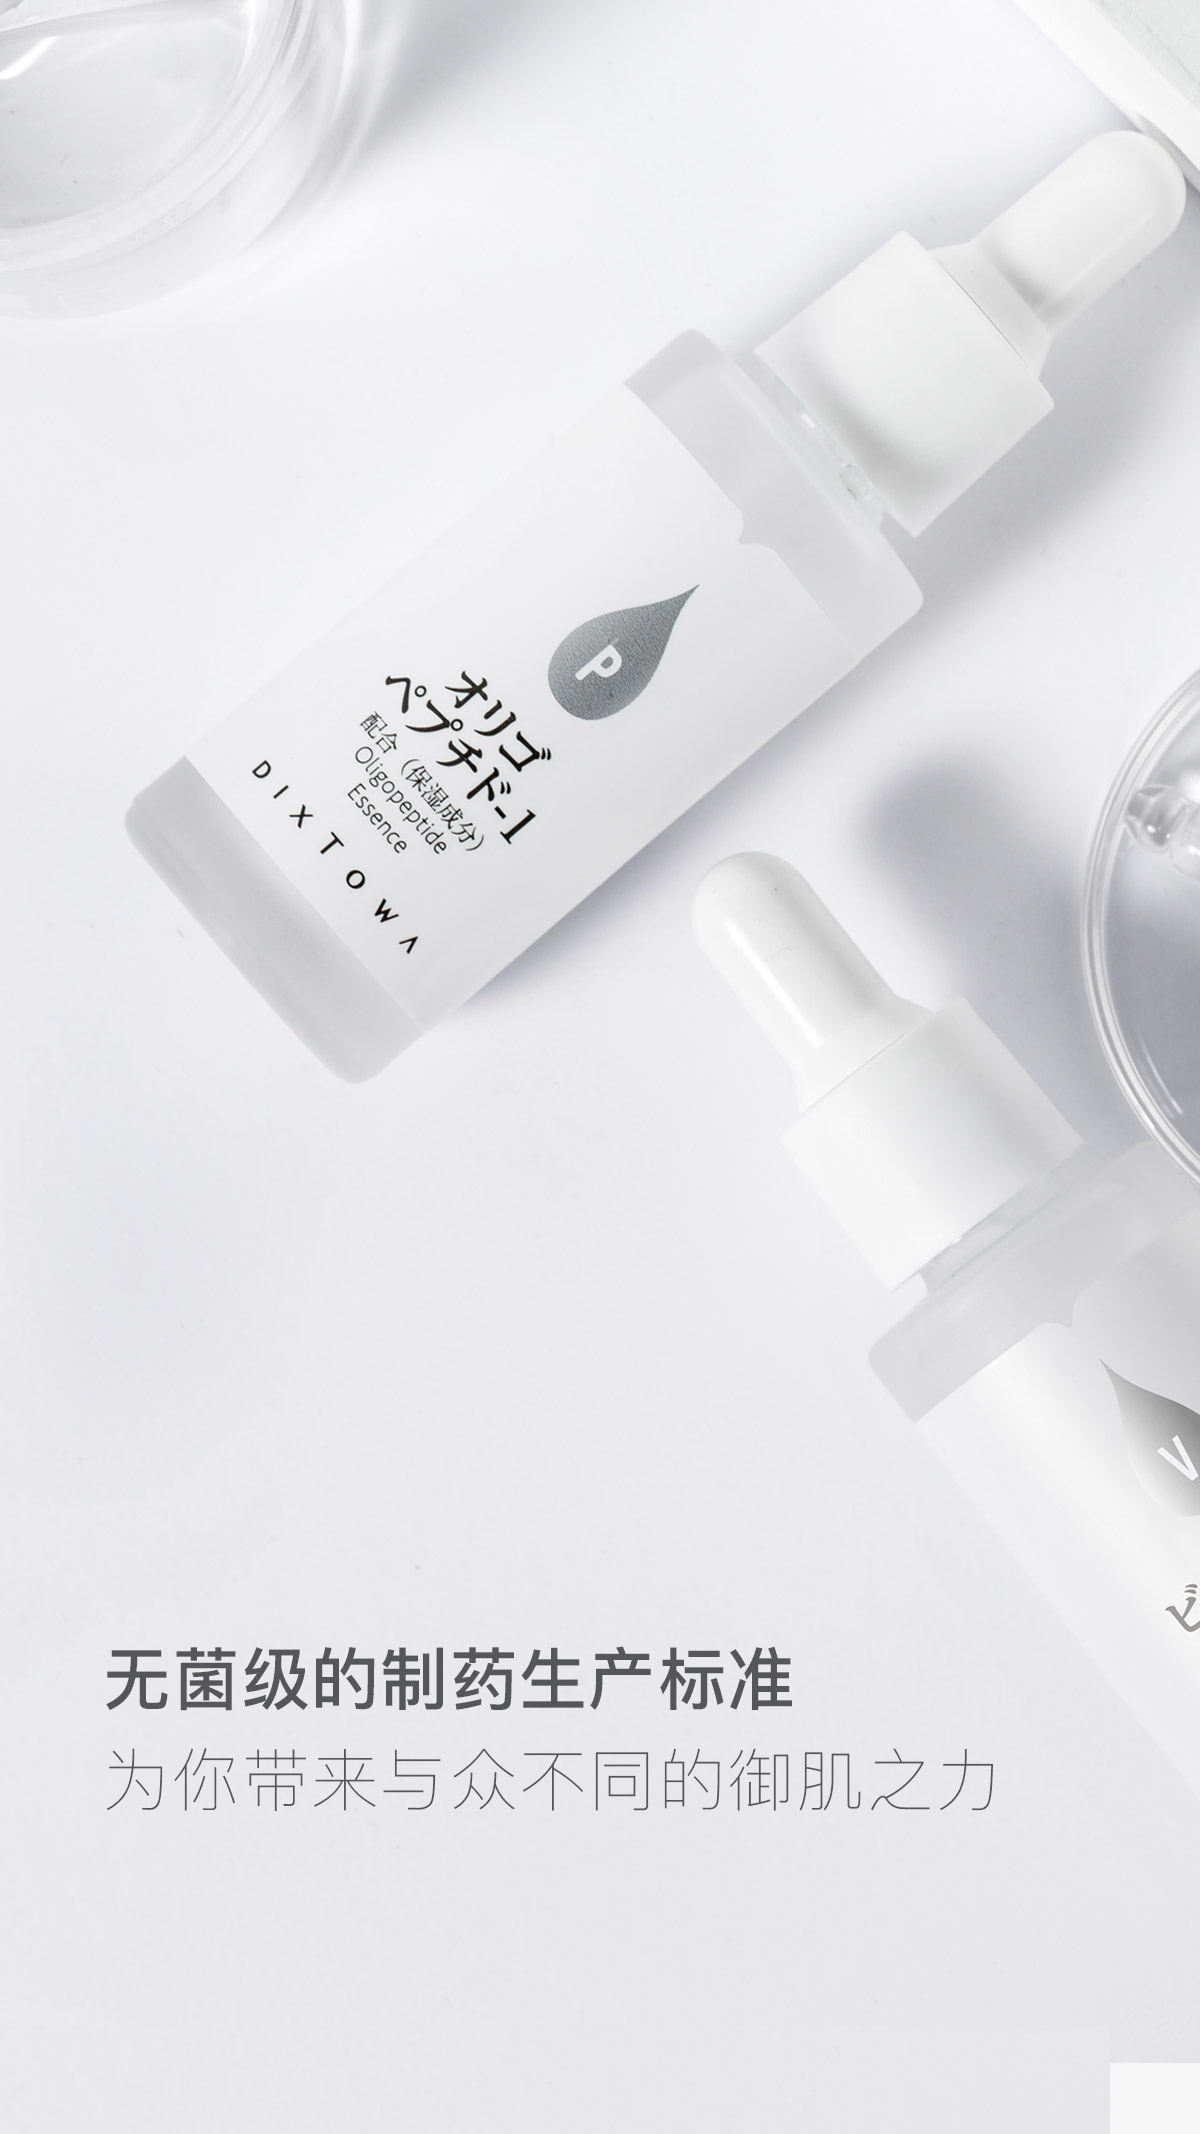 P
オリゴ
ペプチド-1
配合（保湿成分）
Oligopeptide
Essence
DIXTOWA
V
ビ
无菌级的制药生产标准
为你带来与众不同的御肌之力